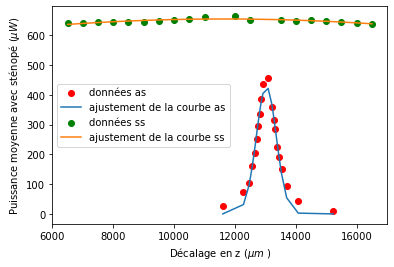 Puissance moyenne avec sténopé (μW)
600
500
400
300
200
100
0
données as
ajustement de la courbe as
données ss
ajustement de la courbe ss
6000 8000 10000 12000 14000 16000
Décalage en z (μm )